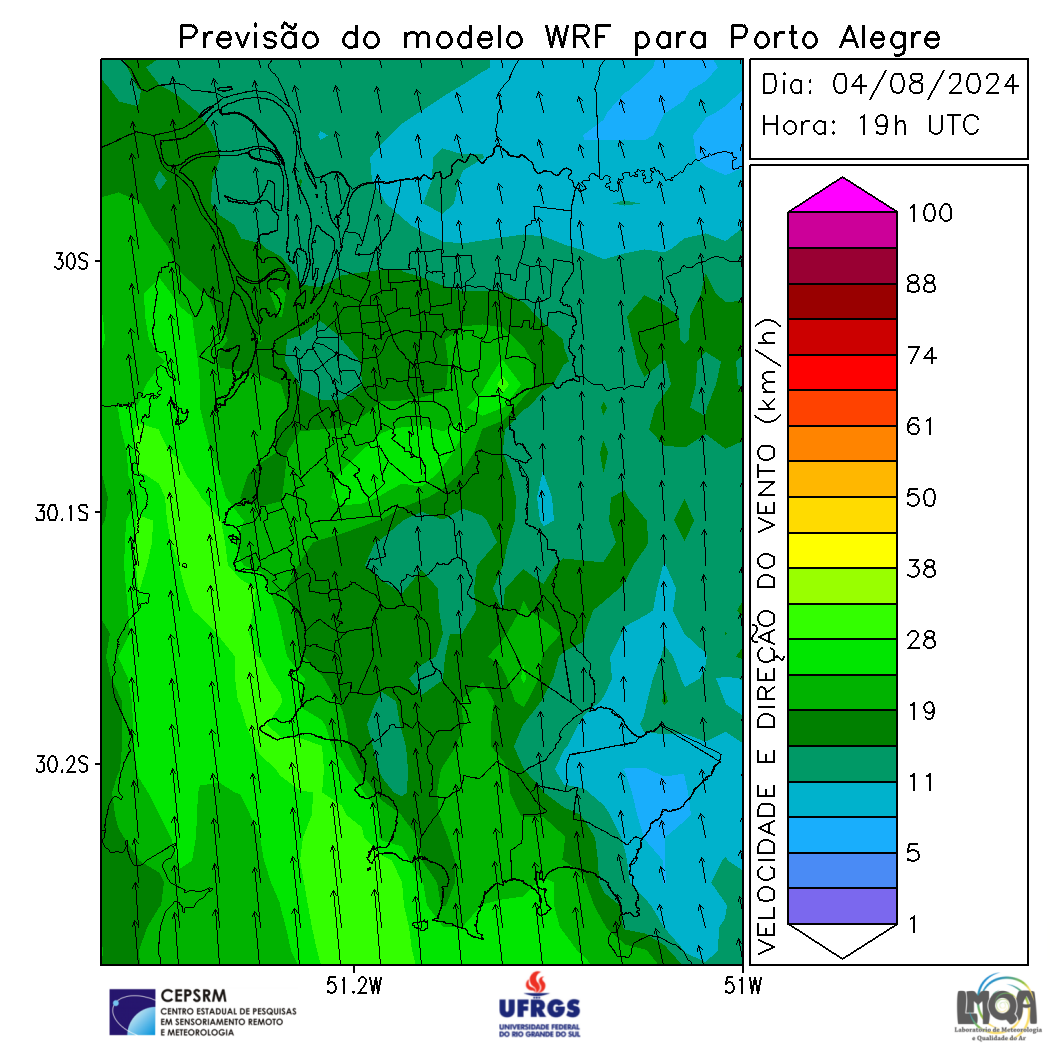 Previsão do modelo WRF para Porto Alegre
Dia: 04/08/2024
Hora: 19h UTC
30S
30.1S
30.2S
51.2W
51W
VELOCIDADE E DIREÇÃO DO VENTO (km/h)
100
88
74
61
50
38
28
19
11
5
1
CEPSRM
CENTRO ESTADUAL DE PESQUISAS
EM SENSORIAMENTO REMOTO
E METEOROLOGIA
UFRGS
UNIVERSIDADE FEDERAL
DO RIO GRANDE DO SUL
LMQA
Laboratório de Meteorologia
e Qualidade do Ar